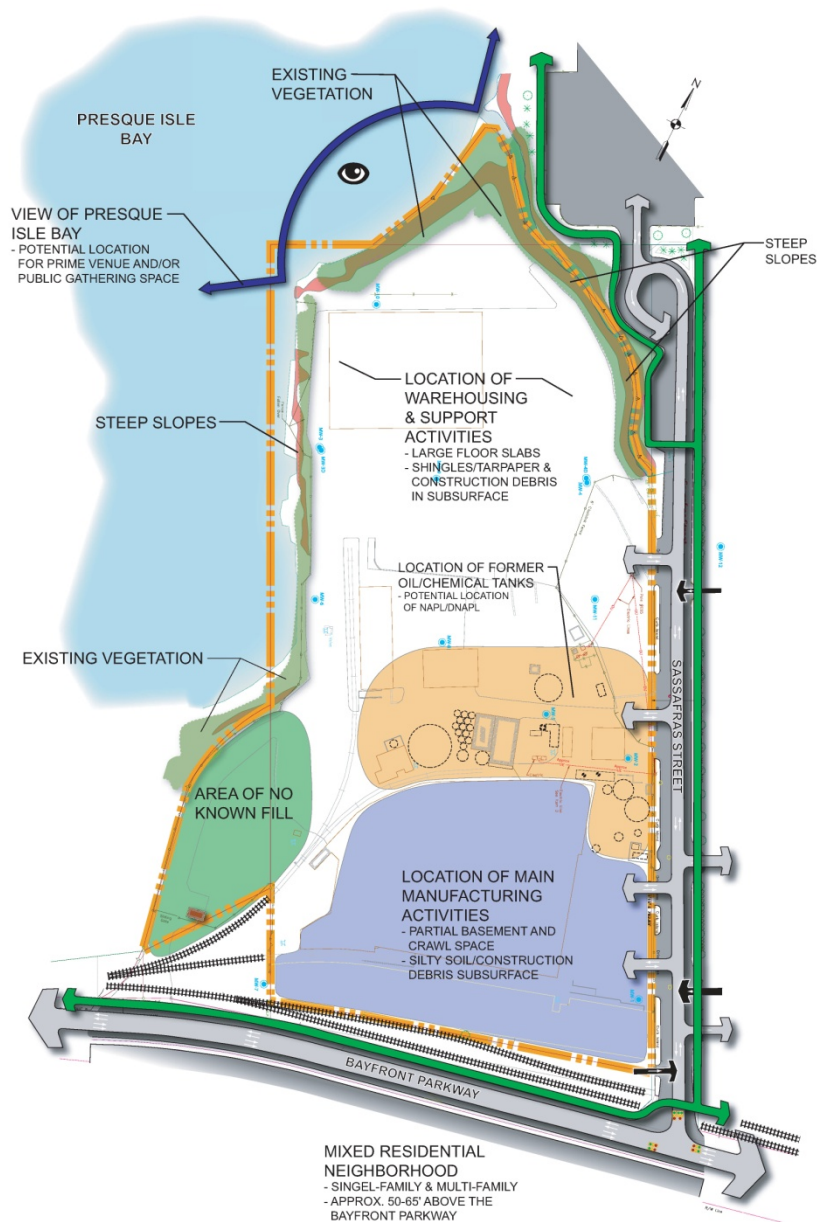 EXISTING
VEGETATION
N
PRESQUE ISLE
BAY
VIEW OF PRESQUE
ISLE BAY
- POTENTIAL LOCATION
FOR PRIME VENUE AND/OR
PUBLIC GATHERING SPACE
STEEP
SLOPES
LOCATION OF
WAREHOUSING
& SUPPORT
ACTIVITIES
- LARGE FLOOR SLABS
- SHINGLES/TARPAPER &
CONSTRUCTION DEBRIS
IN SUBSURFACE
STEEP SLOPES
LOCATION OF FORMER
OIL/CHEMICAL TANKS
- POTENTIAL LOCATION
OF NAPL/DNAPL
EXISTING VEGETATION
SASSAFRAS STREET
AREA OF NO
KNOWN FILL
LOCATION OF MAIN
MANUFACTURING
ACTIVITIES
- PARTIAL BASEMENT AND
CRAWL SPACE
- SILTY SOIL/CONSTRUCTION
DEBRIS SUBSURFACE
BAYFRONT PARKWAY
MIXED RESIDENTIAL
NEIGHBORHOOD
- SINGEL-FAMILY & MULTI-FAMILY
- APPROX. 50-65' ABOVE THE
BAYFRONT PARKWAY